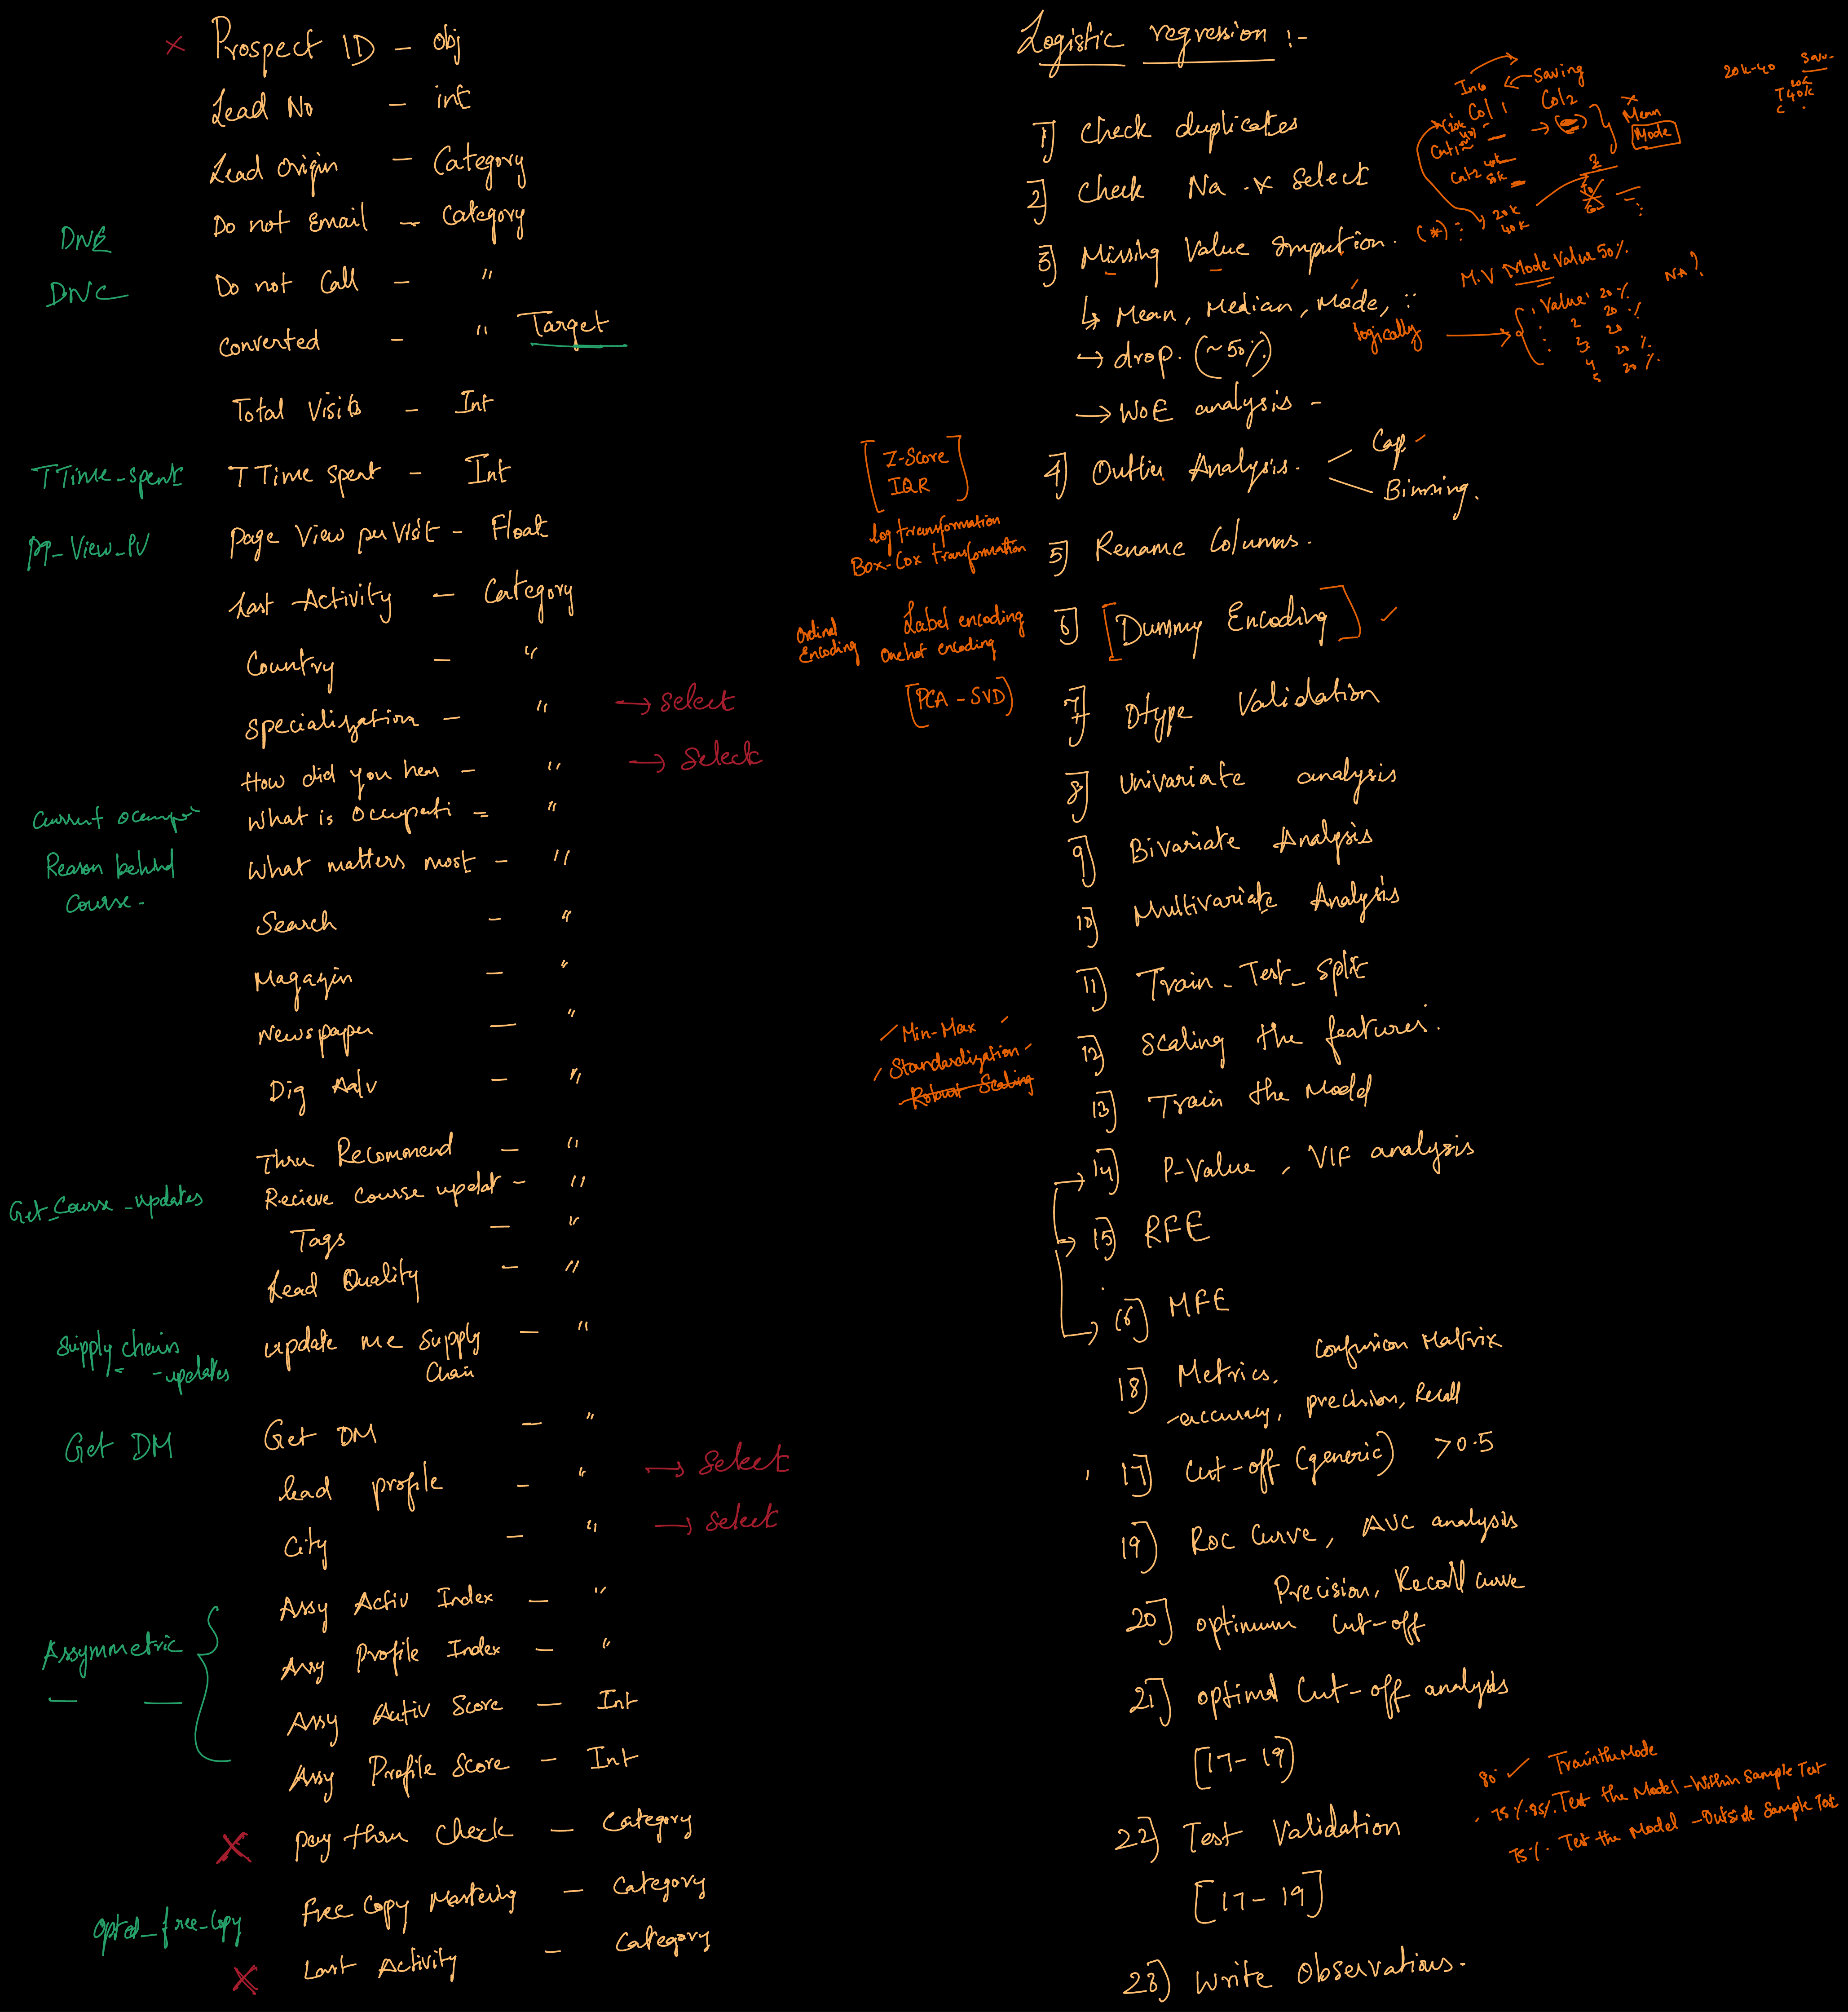 × Prospect ID - obj
Lead No - int
Lead Origin - Category
Do not Email - Category
DNE
Do not Call - "
DNC
Converted - " Target
Total Visits - Int
TTime_spent
TTime spent - Int
pp_View_PV
Page View per Visit - Float
Last Activity - Category
Country - "
Specialization - " → Select
How did you hear - " → Select
Current occup
What is Occupati - "
Reason behind
Course -
What matters most - "
Search - "
Magazin - "
Newspaper - "
Dig Adv - "
Thru Recommend - "
Get_Course_updates
Recieve course updat - "
Tags - "
Lead Quality - "
Supply chain
- updates
update me Supply - "
Chain
Get DM
Get DM - "
lead profile - " → Select
City - " → Select
Assymmetric
Assy Activ Index - "
Assy Profile Index - "
Assy Activ Score - Int
Assy Profile Score - Int
X Pay thru Check - Category
Opted_free_Copy
Free Copy Mastering - Category
X Last Activity - Category
Logistic regression :-
1] Check duplicates
2] Check Na & Select
3] Missing Value Impution.
↳ Mean, Median, Mode,
→ drop. (~50%)
→ WoE analysis -
Inc Saving
Col 1 Col 2
Cat 1
Cat 2 40k
50k
× Mean
Mode
(*) : 20k
40k
20k-40
Sav-
20k
40k
M.V Mode Value 50%
NA?
logically →
1 Value 20%
2 20%
3 20
4 20%
5 20%
4] Outlier Analysis. Cap -
Binning.
[Z-Score
IQR]
log transformation
Box-Cox transformation
5] Rename Columns.
6] [Dummy Encoding] ✓
Ordinal
Encoding
Label encoding
Onehot encoding
[PCA - SVD]
7] Dtype Validation
8] Univariate analysis
9] Bivariate Analysis
10] Multivariate Analysis
11] Train_Test_Split
12] Scaling the features.
Min-Max
Standardization
Robust Scaling
13] Train the Model
14] P-Value, VIF analysis
15] RFE
16] MFE
18] Metrics, Confusion Matrix
-accuracy, precision, Recall
17] Cut-off (generic) >0.5
19] ROC Curve, AUC analysis
Precision, Recall curve
20] optimum Cut-off
21] optimal Cut-off analysis
[17-19]
22] Test Validation
[17-19]
80 ✓ Train the Mode
75%.85%. Test the Model -Within Sample Test
75%. Test the Model -Outside Sample Test
23] Write Observations.